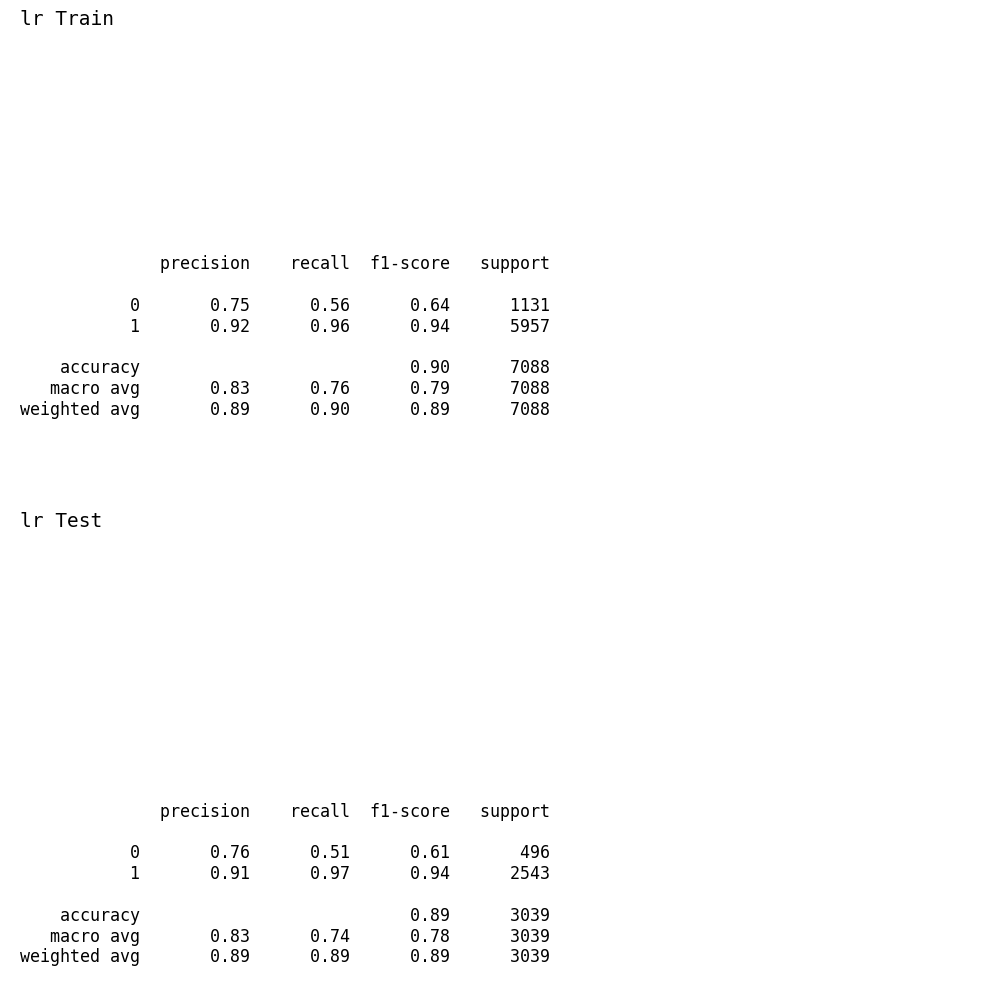 lr Train
precision recall f1-score support
0 0.75 0.56 0.64 1131
1 0.92 0.96 0.94 5957
accuracy 0.90 7088
macro avg 0.83 0.76 0.79 7088
weighted avg 0.89 0.90 0.89 7088
lr Test
precision recall f1-score support
0 0.76 0.51 0.61 496
1 0.91 0.97 0.94 2543
accuracy 0.89 3039
macro avg 0.83 0.74 0.78 3039
weighted avg 0.89 0.89 0.89 3039